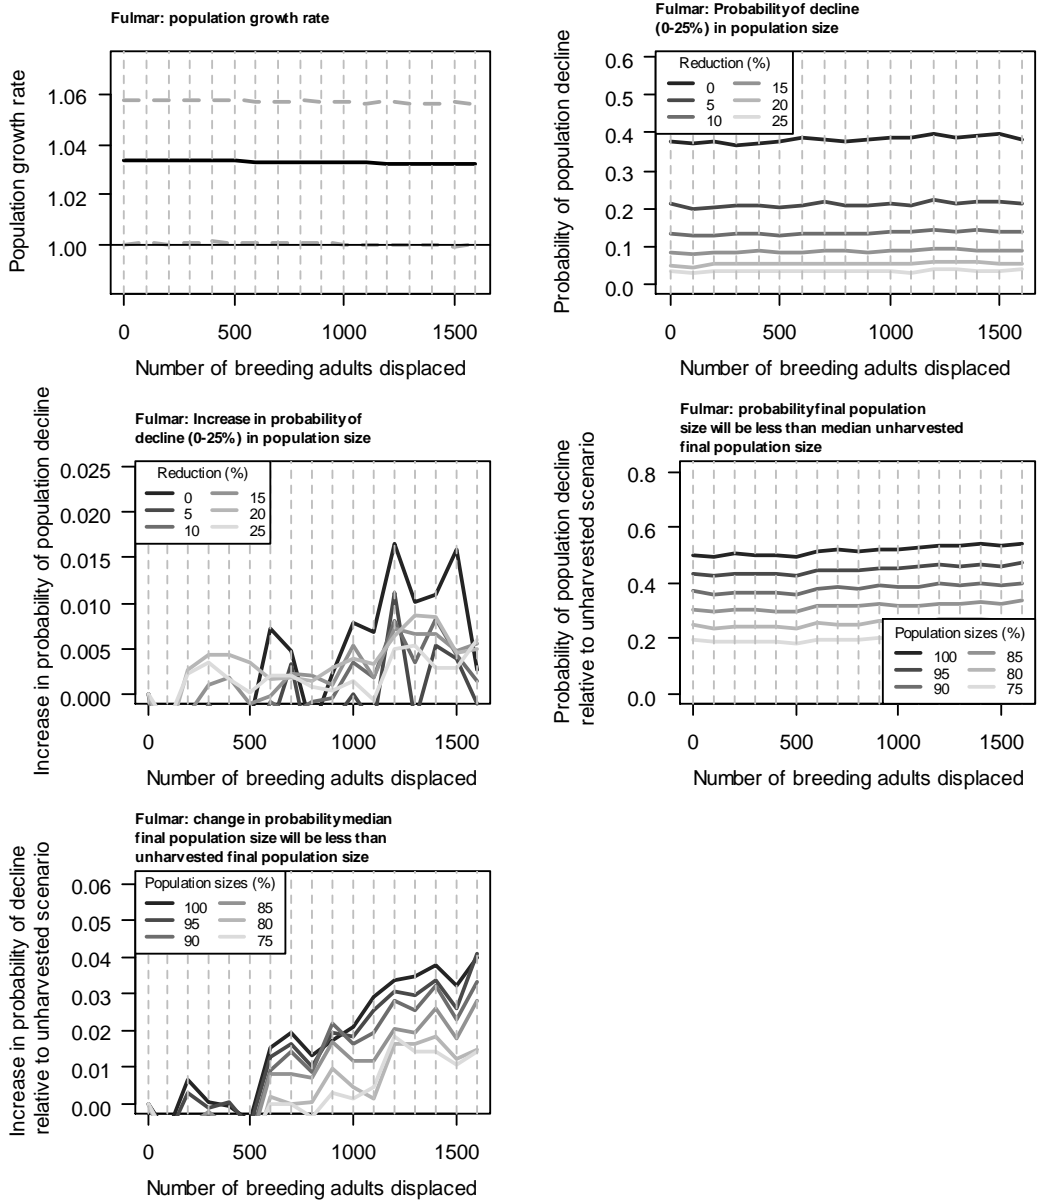 Fulmar: population growth rate
Population growth rate
1.06
1.04
1.02
1.00
0
500
1000
1500
Number of breeding adults displaced
Fulmar: Probability of decline
(0-25%) in population size
Probability of population decline
0.6
0.5
0.4
0.3
0.2
0.1
0.0
Reduction (%)
0
5
10
15
20
25
0
500
1000
1500
Number of breeding adults displaced
Fulmar: Increase in probability of
decline (0-25%) in population size
Increase in probability of population decline
0.025
0.020
0.015
0.010
0.005
0.000
Reduction (%)
0
5
10
15
20
25
0
500
1000
1500
Number of breeding adults displaced
Fulmar: probability final population
size will be less than median unharvested
final population size
Probability of population decline
relative to unharvested scenario
0.8
0.6
0.4
0.2
0.0
Population sizes (%)
100
95
90
85
80
75
0
500
1000
1500
Number of breeding adults displaced
Fulmar: change in probability median
final population size will be less than
unharvested final population size
Increase in probability of decline
relative to unharvested scenario
0.06
0.05
0.04
0.03
0.02
0.01
0.00
Population sizes (%)
100
95
90
85
80
75
0
500
1000
1500
Number of breeding adults displaced